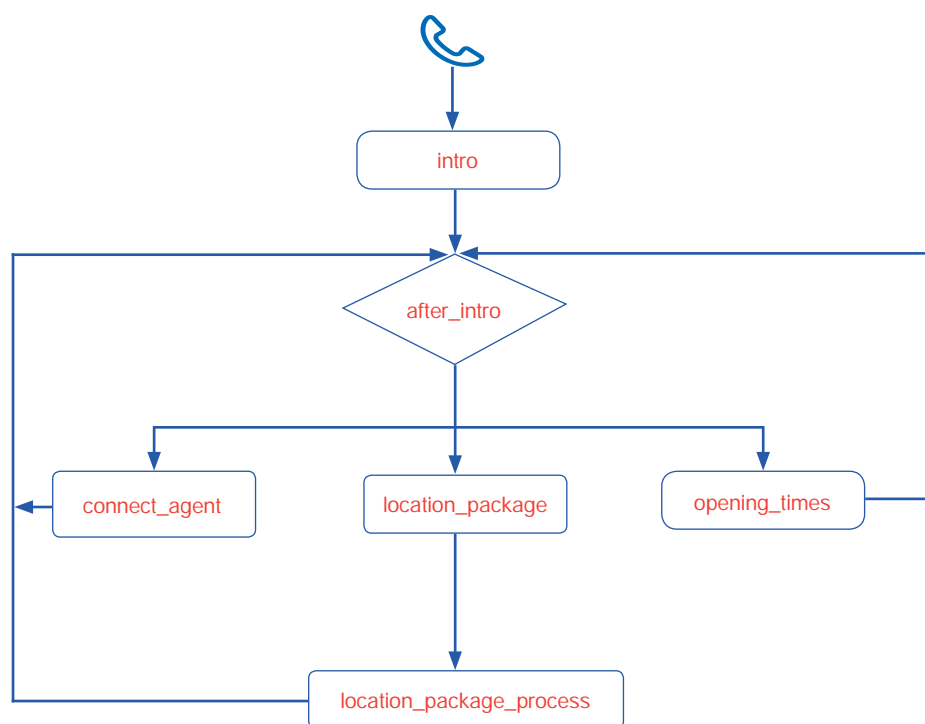 intro
after_intro
connect_agent
location_package
opening_times
location_package_process